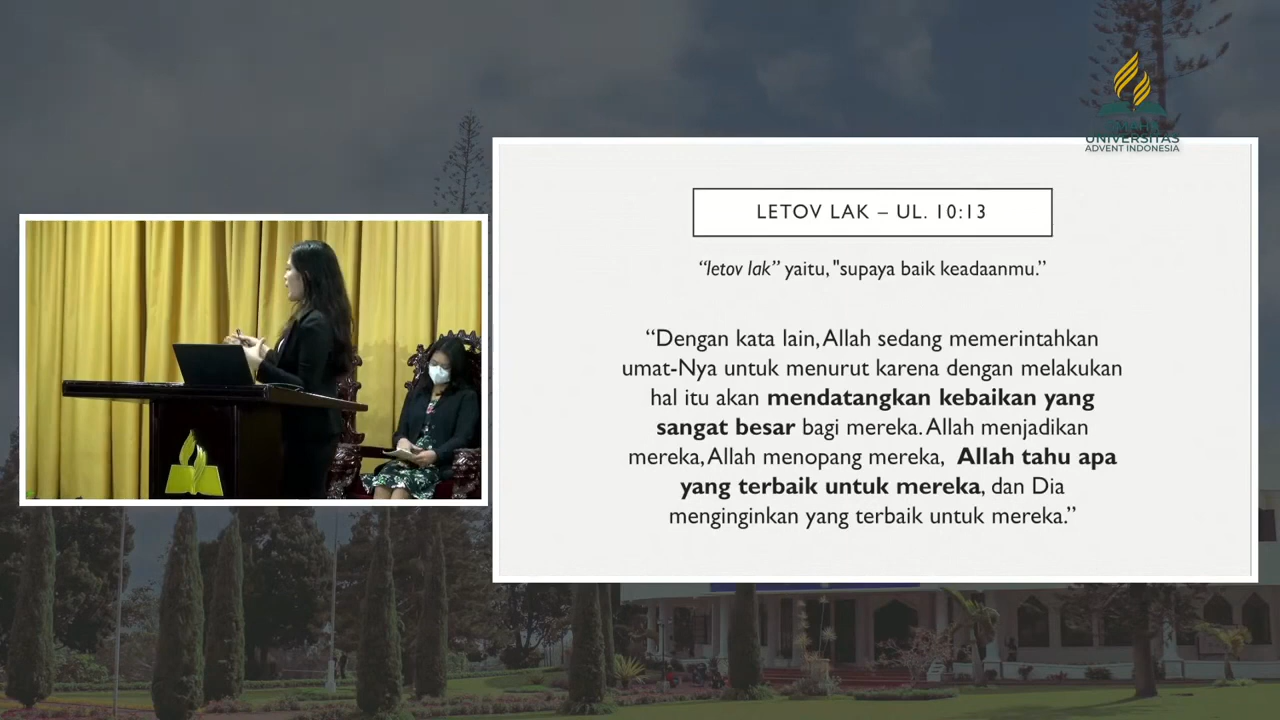 UNIVERSITAS
ADVENT INDONESIA
LETOV LAK – UL. 10:13
“letov lak” yaitu, "supaya baik keadaanmu.”
“Dengan kata lain, Allah sedang memerintahkan
umat-Nya untuk menurut karena dengan melakukan
hal itu akan mendatangkan kebaikan yang
sangat besar bagi mereka. Allah menjadikan
mereka, Allah menopang mereka, Allah tahu apa
yang terbaik untuk mereka, dan Dia
menginginkan yang terbaik untuk mereka.”